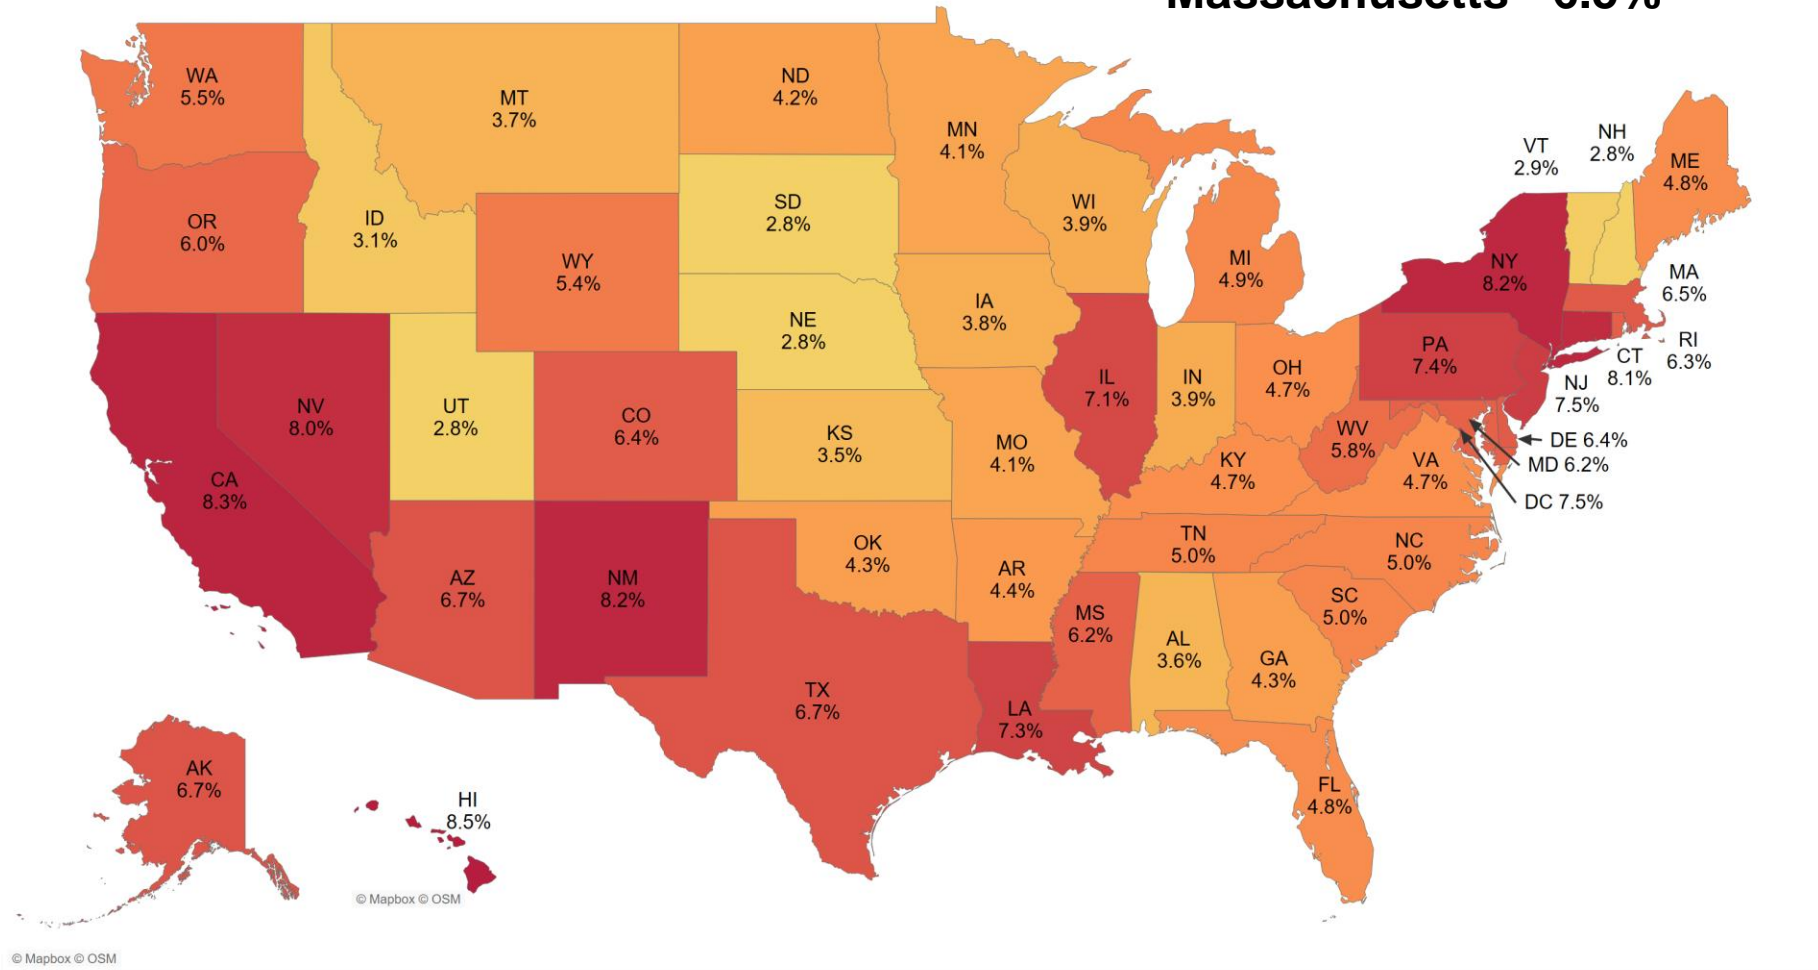 Massachusetts - 6.5%
WA
5.5%
MT
3.7%
ND
4.2%
MN
4.1%
VT
2.9%
NH
2.8%
ME
4.8%
OR
6.0%
ID
3.1%
WY
5.4%
SD
2.8%
WI
3.9%
MI
4.9%
NY
8.2%
MA
6.5%
NE
2.8%
IA
3.8%
PA
7.4%
RI
6.3%
CT
8.1%
NJ
7.5%
NV
8.0%
UT
2.8%
CO
6.4%
KS
3.5%
MO
4.1%
IL
7.1%
IN
3.9%
OH
4.7%
WV
5.8%
VA
4.7%
KY
4.7%
DE 6.4%
MD 6.2%
DC 7.5%
CA
8.3%
AZ
6.7%
NM
8.2%
OK
4.3%
AR
4.4%
TN
5.0%
NC
5.0%
SC
5.0%
MS
6.2%
AL
3.6%
GA
4.3%
TX
6.7%
LA
7.3%
FL
4.8%
AK
6.7%
HI
8.5%
© Mapbox © OSM
© Mapbox © OSM